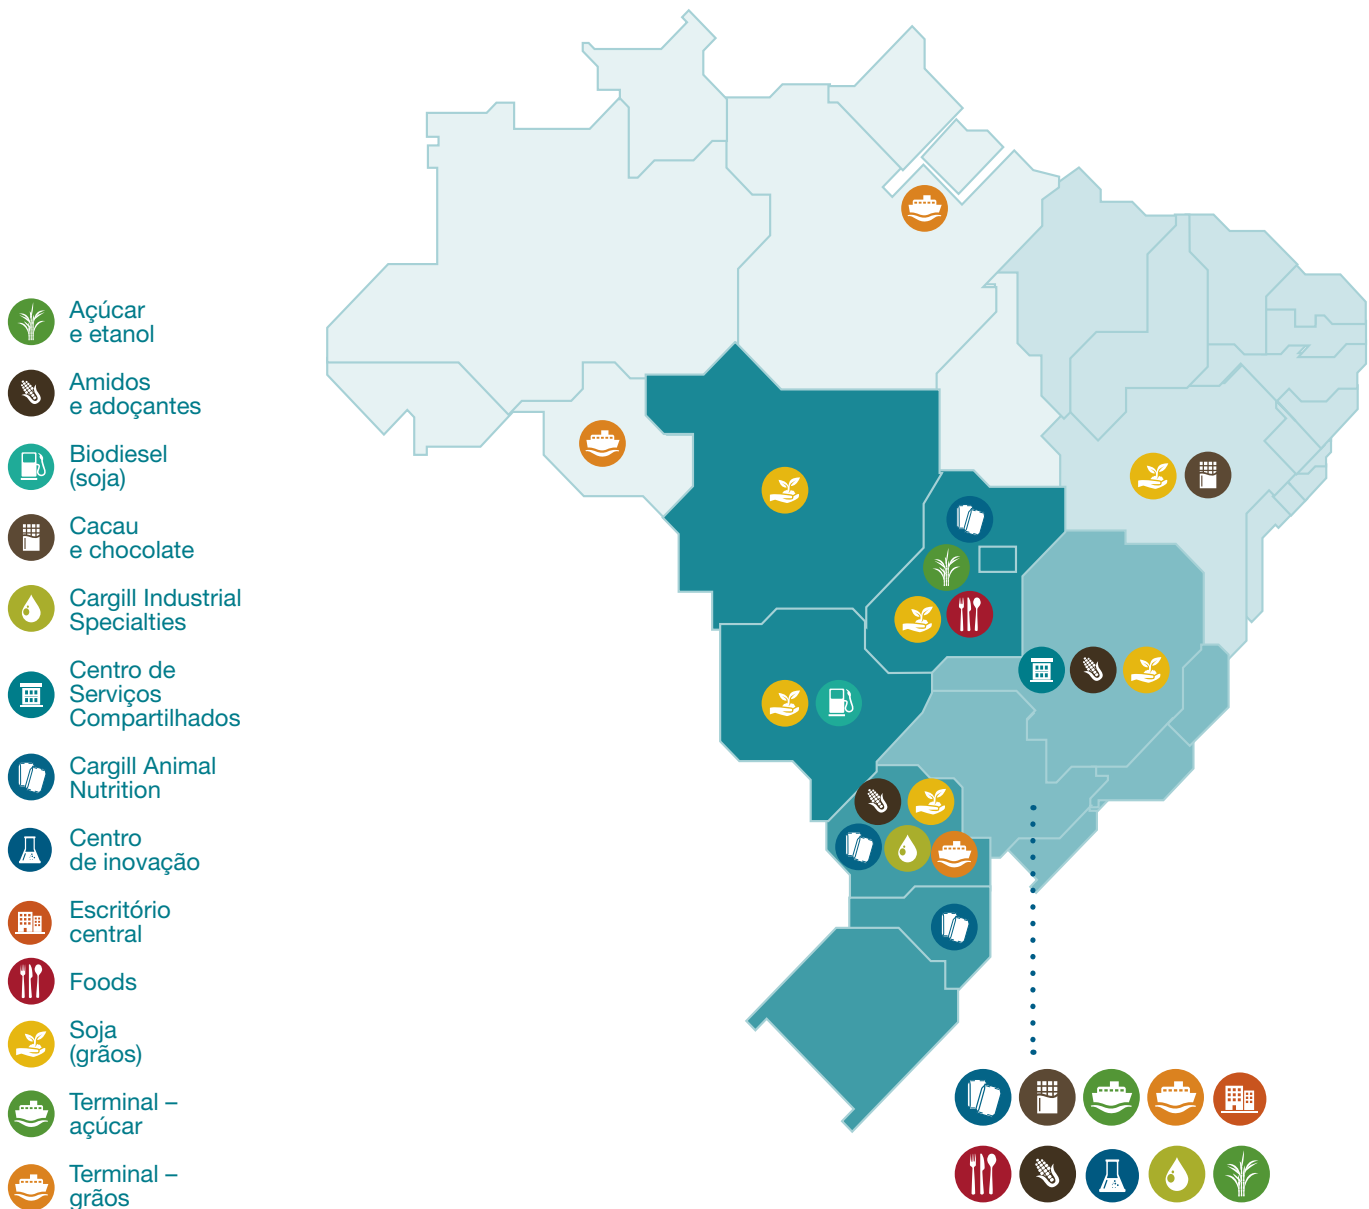 Açúcar
e etanol
Amidos
e adoçantes
Biodiesel
(soja)
Cacau
e chocolate
Cargill Industrial
Specialties
Centro de
Serviços
Compartilhados
Cargill Animal
Nutrition
Centro
de inovação
Escritório
central
Foods
Soja
(grãos)
Terminal –
açúcar
Terminal –
grãos